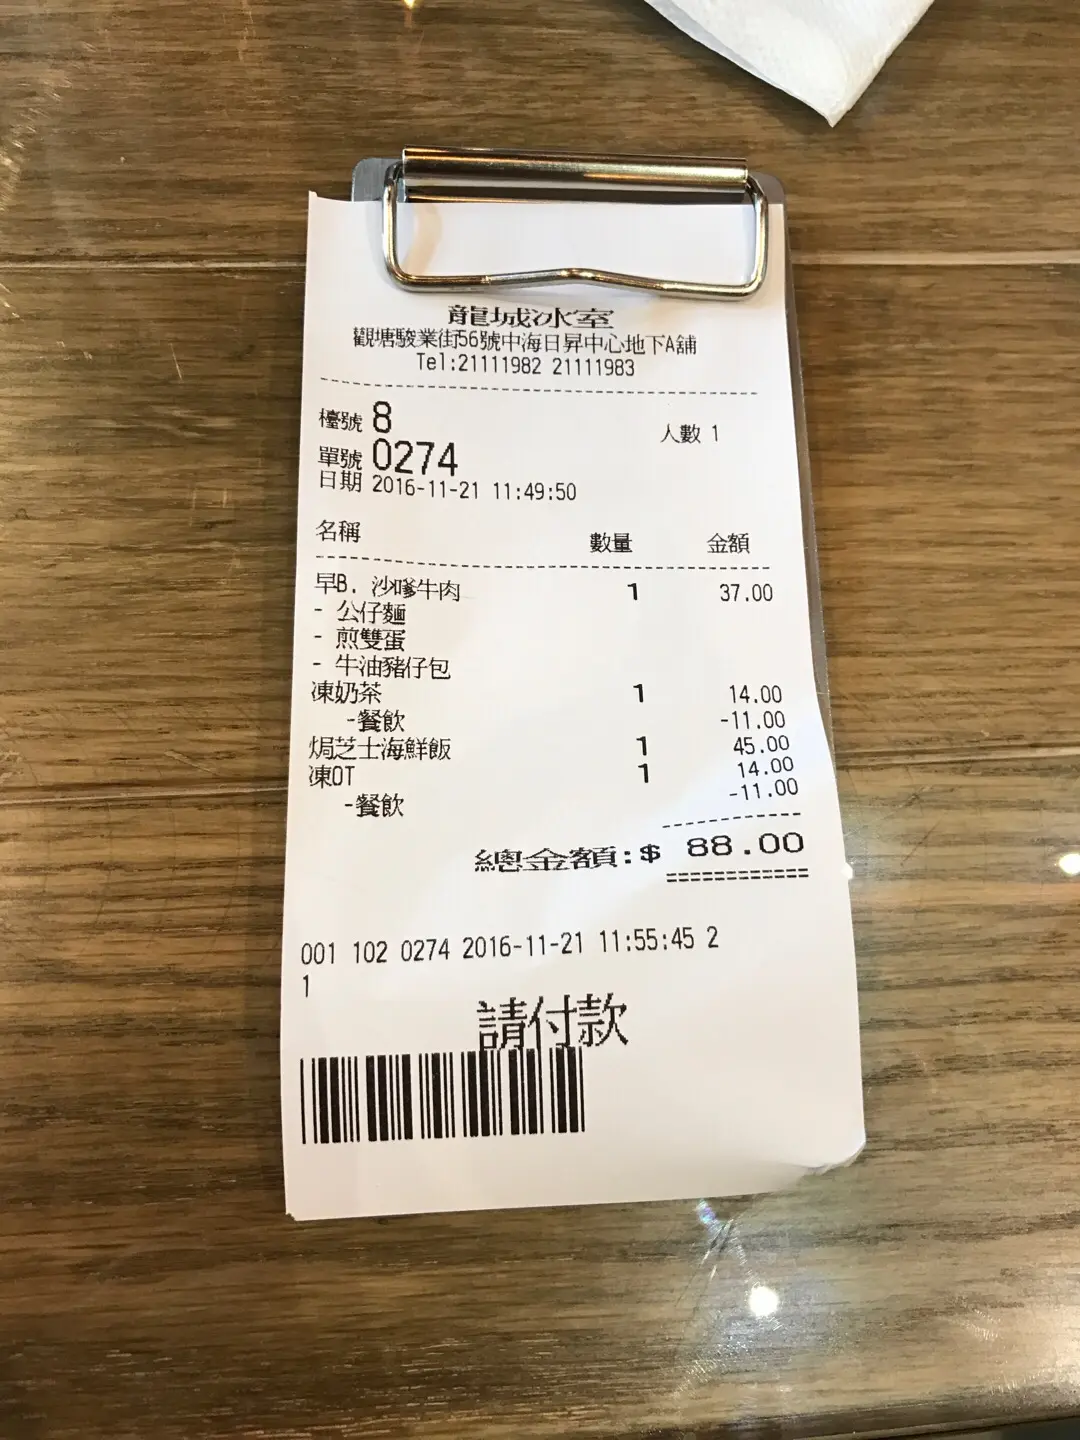 龍城冰室
觀塘駿業街56號中海日昇中心地下A舖
Tel:21111982 21111983
檯號 8 人數 1
單號 0274
日期 2016-11-21 11:49:50
名稱 數量 金額
早B. 沙嗲牛肉 1 37.00
- 公仔麵
- 煎雙蛋
- 牛油豬仔包
凍奶茶 1 14.00
-餐飲 -11.00
焗芝士海鮮飯 1 45.00
凍OT 1 14.00
-餐飲 -11.00
總金額:$ 88.00
001 102 0274 2016-11-21 11:55:45 2
1
請付款